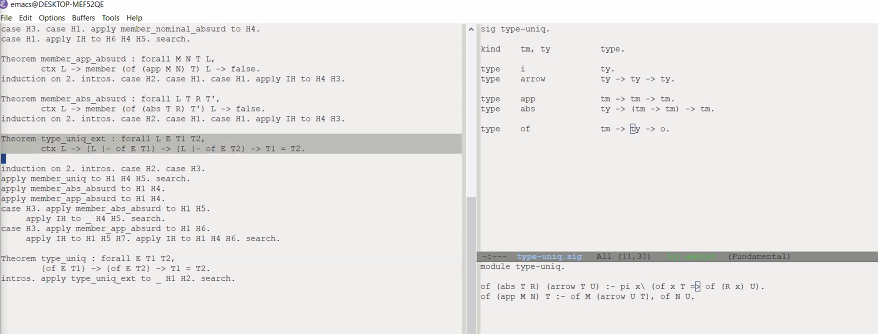 emacs@DESKTOP-MEF52QE
File Edit Options Buffers Tools Help
case H3. case H1. apply member_nominal_absurd to H4.
case H1. apply IH to H6 H4 H5. search.
Theorem member_app_absurd : forall M N T L,
ctx L -> member (of (app M N) T) L -> false.
induction on 2. intros. case H2. case H1. case H1. apply IH to H4 H3.
Theorem member_abs_absurd : forall L T R T',
ctx L -> member (of (abs T R) T') L -> false.
induction on 2. intros. case H2. case H1. case H1. apply IH to H4 H3.
Theorem type_uniq_ext : forall L E T1 T2,
ctx L -> {L |- of E T1} -> {L |- of E T2} -> T1 = T2.
induction on 2. intros. case H2. case H3.
apply member_uniq to H1 H4 H5. search.
apply member_abs_absurd to H1 H4.
apply member_app_absurd to H1 H4.
case H3. apply member_abs_absurd to H1 H5.
apply IH to _ H4 H5. search.
case H3. apply member_app_absurd to H1 H6.
apply IH to H1 H5 H7. apply IH to H1 H4 H6. search.
Theorem type_uniq : forall E T1 T2,
{of E T1} -> {of E T2} -> T1 = T2.
intros. apply type_uniq_ext to _ H1 H2. search.
sig type-uniq.
kind tm, ty type.
type i ty.
type arrow ty -> ty -> ty.
type app tm -> tm -> tm.
type abs ty -> (tm -> tm) -> tm.
type of tm -> ty -> o.
-:--- type-uniq.sig All (11,30) (Fundamental)
module type-uniq.
of (abs T R) (arrow T U) :- pi x\ (of x T => of (R x) U).
of (app M N) T :- of M (arrow U T), of N U.